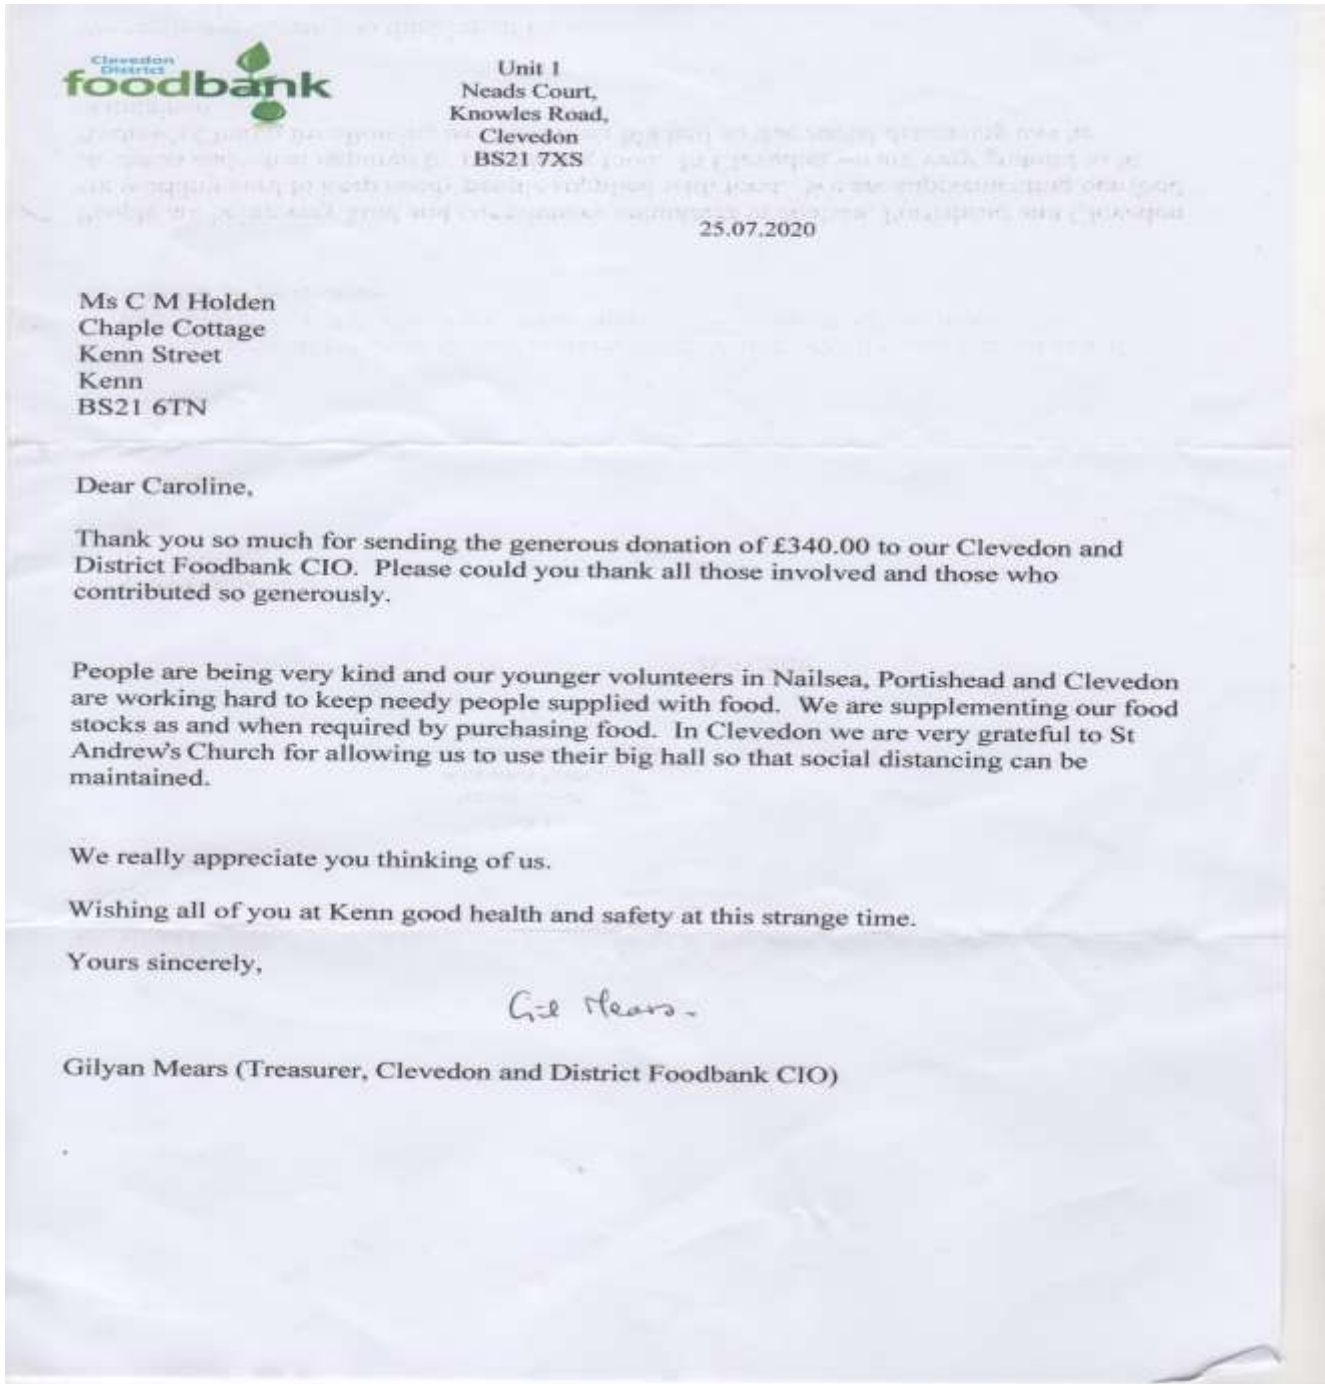 Clevedon
District
foodbank
Unit 1
Neads Court,
Knowles Road,
Clevedon
BS21 7XS
25.07.2020
Ms C M Holden
Chaple Cottage
Kenn Street
Kenn
BS21 6TN
Dear Caroline,
Thank you so much for sending the generous donation of £340.00 to our Clevedon and
District Foodbank CIO. Please could you thank all those involved and those who
contributed so generously.
People are being very kind and our younger volunteers in Nailsea, Portishead and Clevedon
are working hard to keep needy people supplied with food. We are supplementing our food
stocks as and when required by purchasing food. In Clevedon we are very grateful to St
Andrew's Church for allowing us to use their big hall so that social distancing can be
maintained.
We really appreciate you thinking of us.
Wishing all of you at Kenn good health and safety at this strange time.
Yours sincerely,
Gil Mears.
Gilyan Mears (Treasurer, Clevedon and District Foodbank CIO)